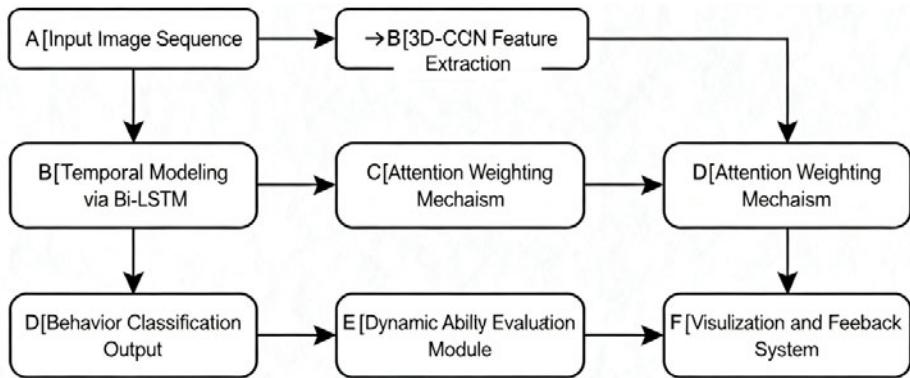 A[Input Image Sequence
→B[3D-CC'N Feature
Extraction
B[Temporal Modeling
via Bi-LSTM
C[Attention Weighting
Mechaism
D[Attention Weighting
Mechaism
D[Behavior Classification
Output
E[Dynamic Abilly Evaluation
Module
F[Visulization and Feeback
System